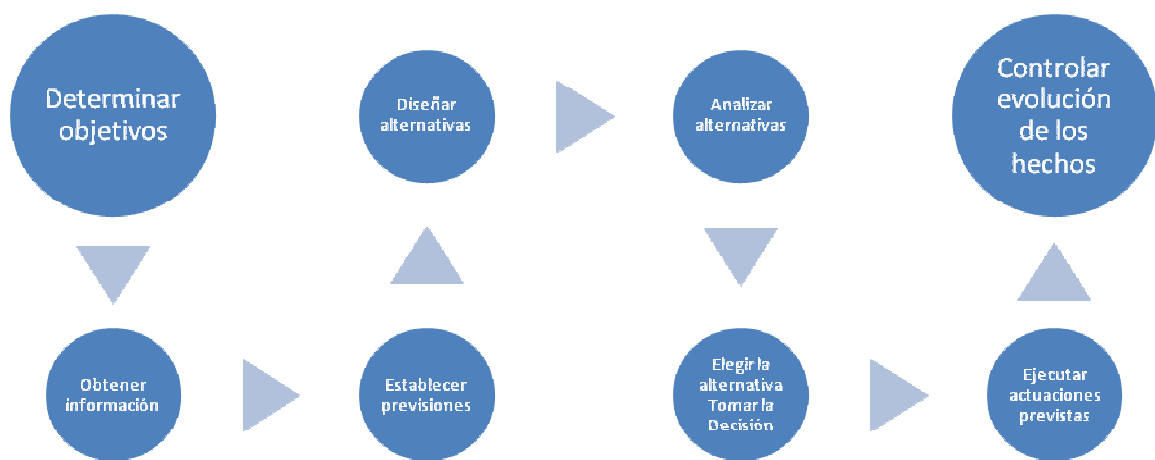 Determinar
objetivos
Obtener
información
Establecer
previsiones
Diseñar
alternativas
Analizar
alternativas
Elegir la
alternativa
Tomar la
Decisión
Ejecutar
actuaciones
previstas
Controlar
evolución
de los
hechos